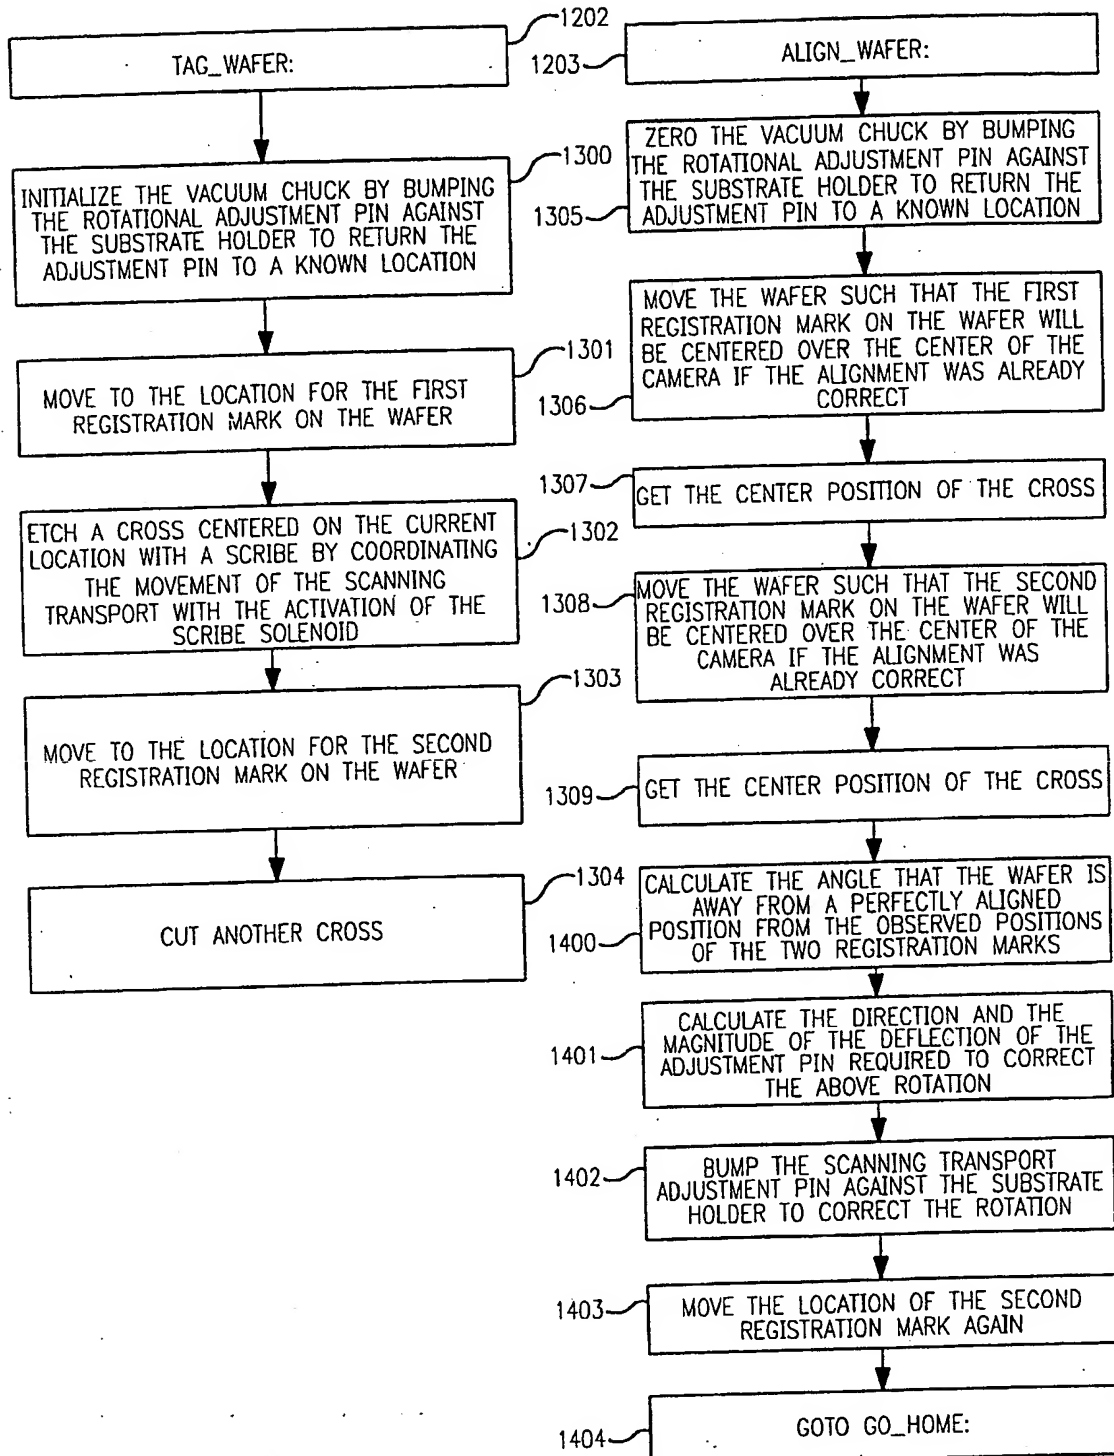 1202
TAG_WAFER:
1300
INITIALIZE THE VACUUM CHUCK BY BUMPING
THE ROTATIONAL ADJUSTMENT PIN AGAINST
THE SUBSTRATE HOLDER TO RETURN THE
ADJUSTMENT PIN TO A KNOWN LOCATION
1301
MOVE TO THE LOCATION FOR THE FIRST
REGISTRATION MARK ON THE WAFER
1302
ETCH A CROSS CENTERED ON THE CURRENT
LOCATION WITH A SCRIBE BY COORDINATING
THE MOVEMENT OF THE SCANNING
TRANSPORT WITH THE ACTIVATION OF THE
SCRIBE SOLENOID
1303
MOVE TO THE LOCATION FOR THE SECOND
REGISTRATION MARK ON THE WAFER
1304
CUT ANOTHER CROSS
1203
ALIGN_WAFER:
ZERO THE VACUUM CHUCK BY BUMPING
THE ROTATIONAL ADJUSTMENT PIN AGAINST
THE SUBSTRATE HOLDER TO RETURN THE
ADJUSTMENT PIN TO A KNOWN LOCATION
1305
MOVE THE WAFER SUCH THAT THE FIRST
REGISTRATION MARK ON THE WAFER WILL
BE CENTERED OVER THE CENTER OF THE
CAMERA IF THE ALIGNMENT WAS ALREADY
CORRECT
1306
1307
GET THE CENTER POSITION OF THE CROSS
1308
MOVE THE WAFER SUCH THAT THE SECOND
REGISTRATION MARK ON THE WAFER WILL
BE CENTERED OVER THE CENTER OF THE
CAMERA IF THE ALIGNMENT WAS
ALREADY CORRECT
1309
GET THE CENTER POSITION OF THE CROSS
CALCULATE THE ANGLE THAT THE WAFER IS
AWAY FROM A PERFECTLY ALIGNED
POSITION FROM THE OBSERVED POSITIONS
OF THE TWO REGISTRATION MARKS
1400
CALCULATE THE DIRECTION AND THE
MAGNITUDE OF THE DEFLECTION OF THE
ADJUSTMENT PIN REQUIRED TO CORRECT
THE ABOVE ROTATION
1401
BUMP THE SCANNING TRANSPORT
ADJUSTMENT PIN AGAINST THE SUBSTRATE
HOLDER TO CORRECT THE ROTATION
1402
MOVE THE LOCATION OF THE SECOND
REGISTRATION MARK AGAIN
1403
GOTO GO_HOME:
1404